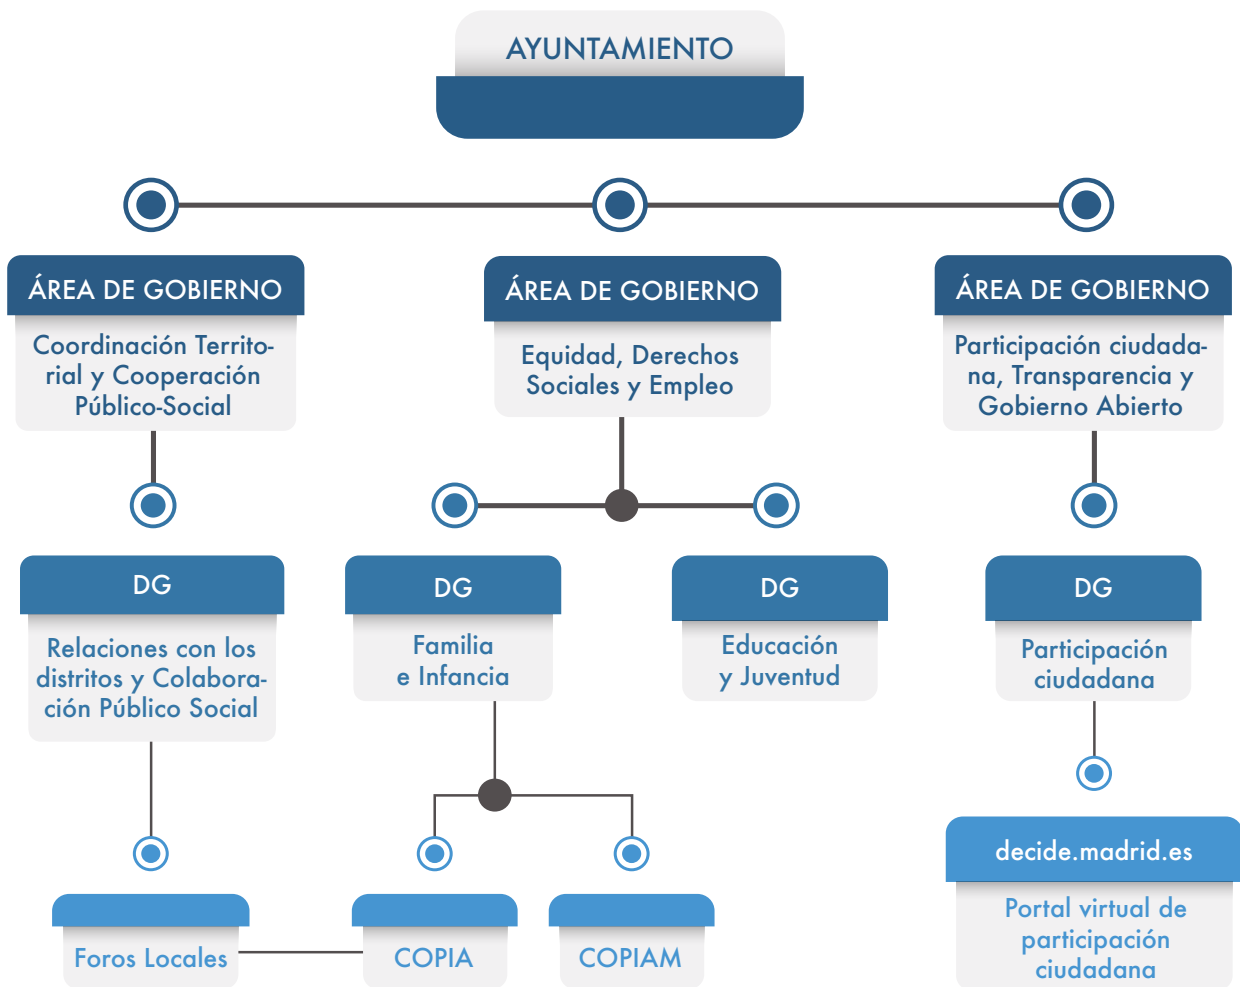 AYUNTAMIENTO
ÁREA DE GOBIERNO
Coordinación Territo-
rial y Cooperación
Público-Social
ÁREA DE GOBIERNO
Equidad, Derechos
Sociales y Empleo
ÁREA DE GOBIERNO
Participación ciudada-
na, Transparencia y
Gobierno Abierto
DG
Relaciones con los
distritos y Colabora-
ción Público Social
DG
Familia
e Infancia
DG
Educación
y Juventud
DG
Participación
ciudadana
Foros Locales
COPIA
COPIAM
decide.madrid.es
Portal virtual de
participación
ciudadana